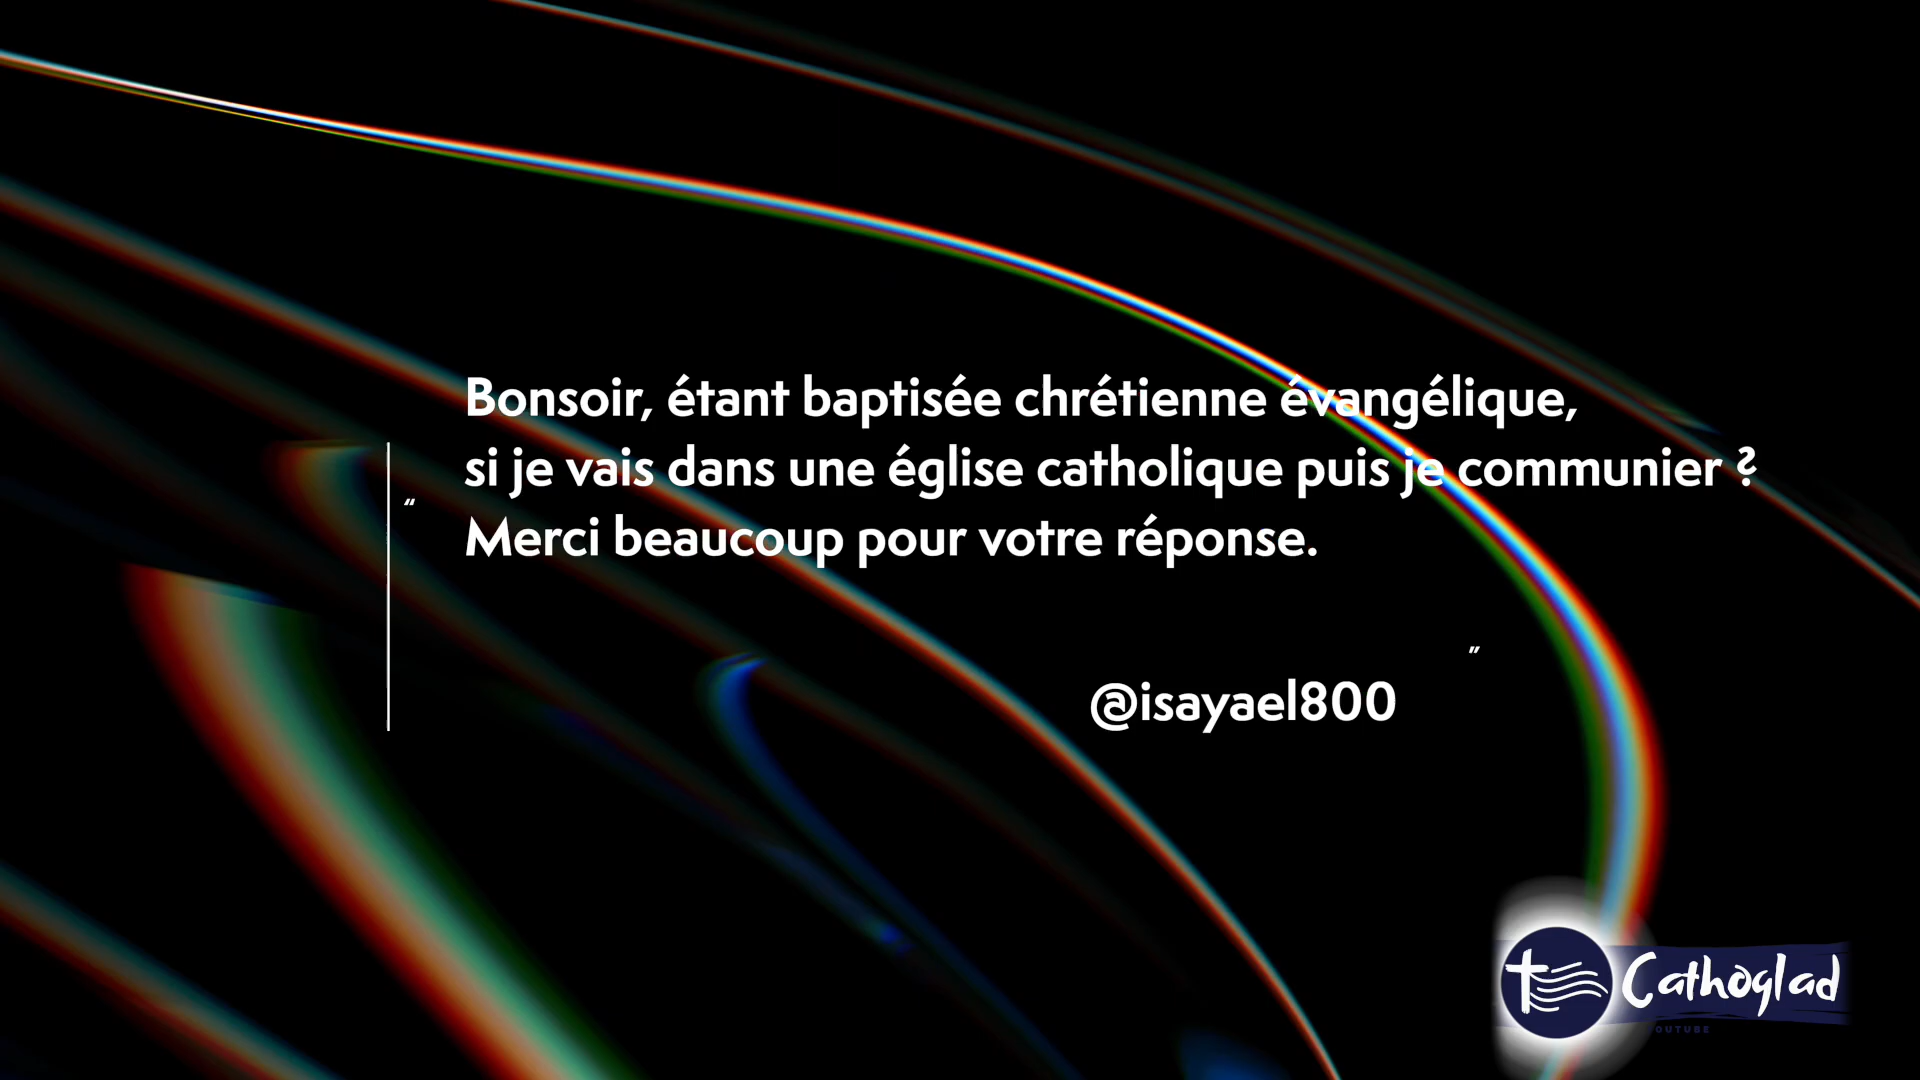 Bonsoir, étant baptisée chrétienne évangélique,
si je vais dans une église catholique puis je communier ?
“
Merci beaucoup pour votre réponse.
”
@isayael800
Cathoglad
OUTUBE